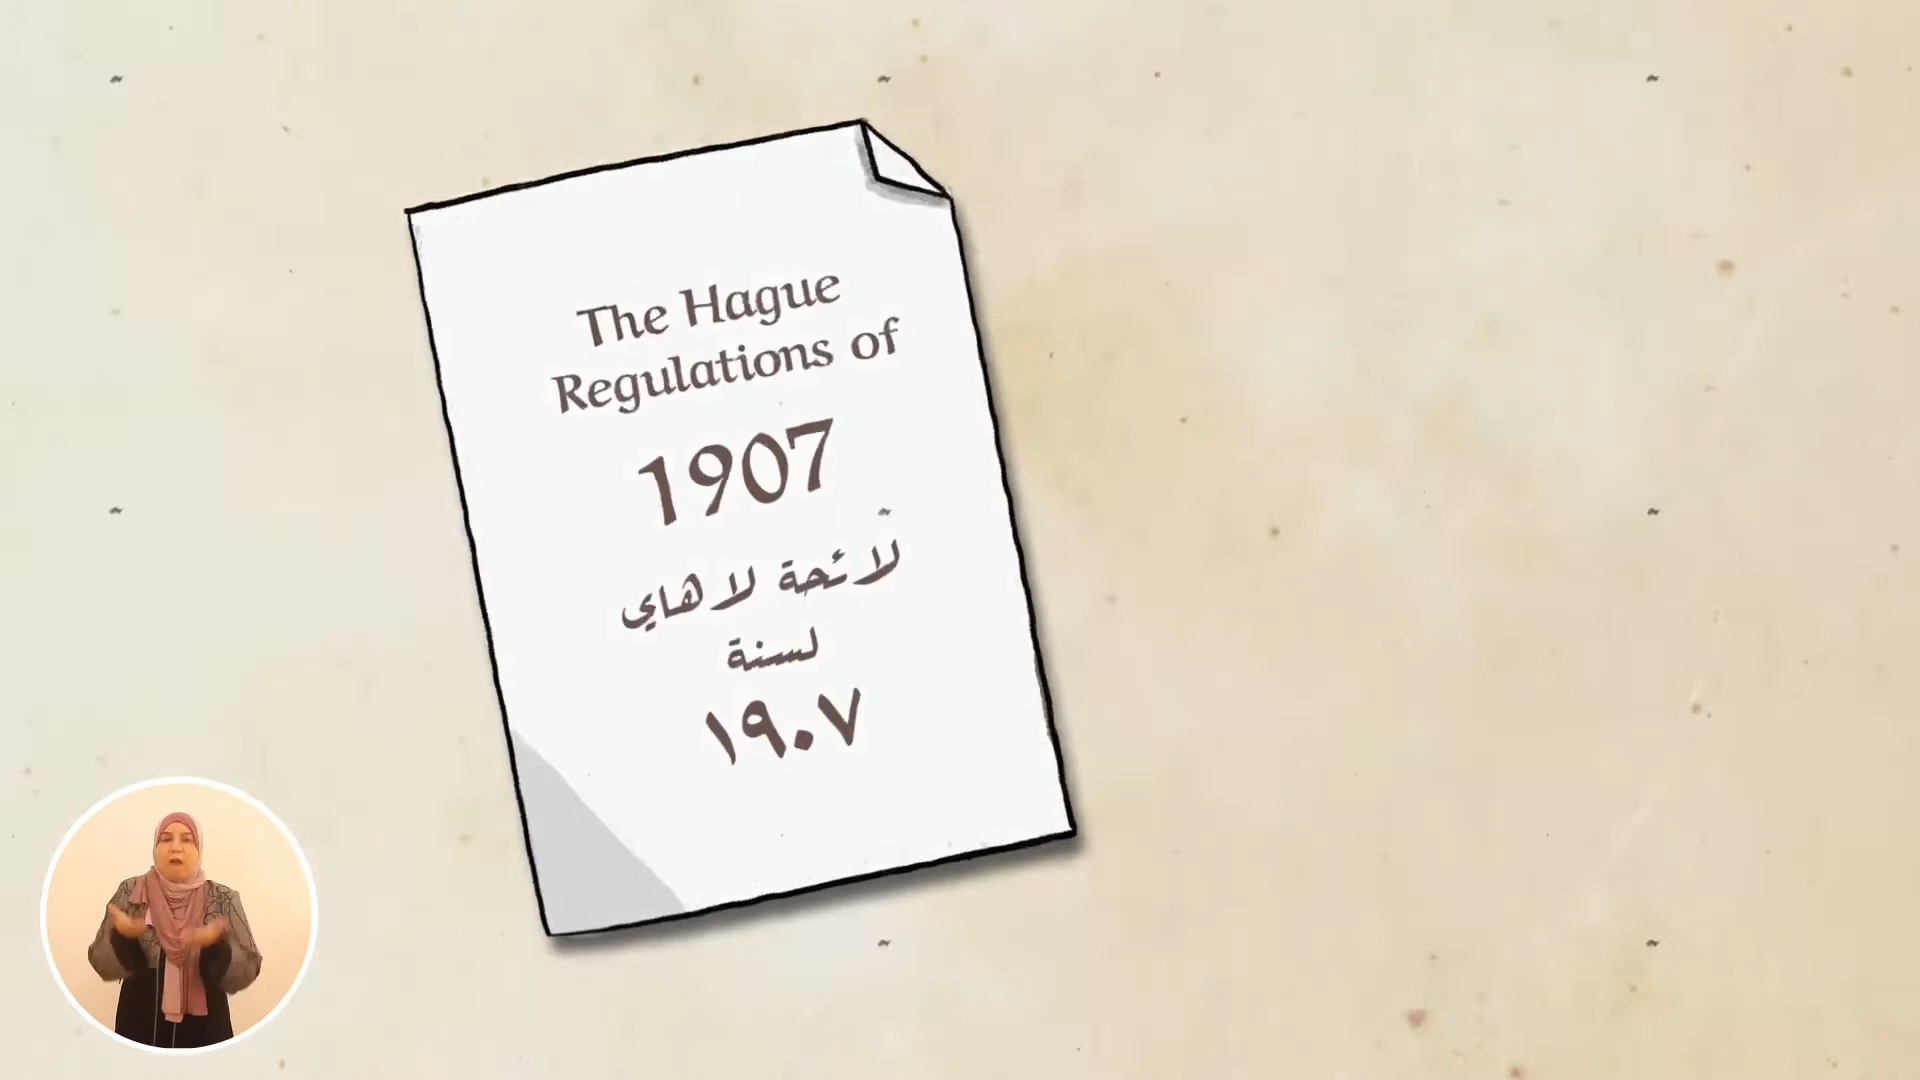 The Hague
Regulations of
1907
لائحة لاهاي
لسنة
١٩٠٧